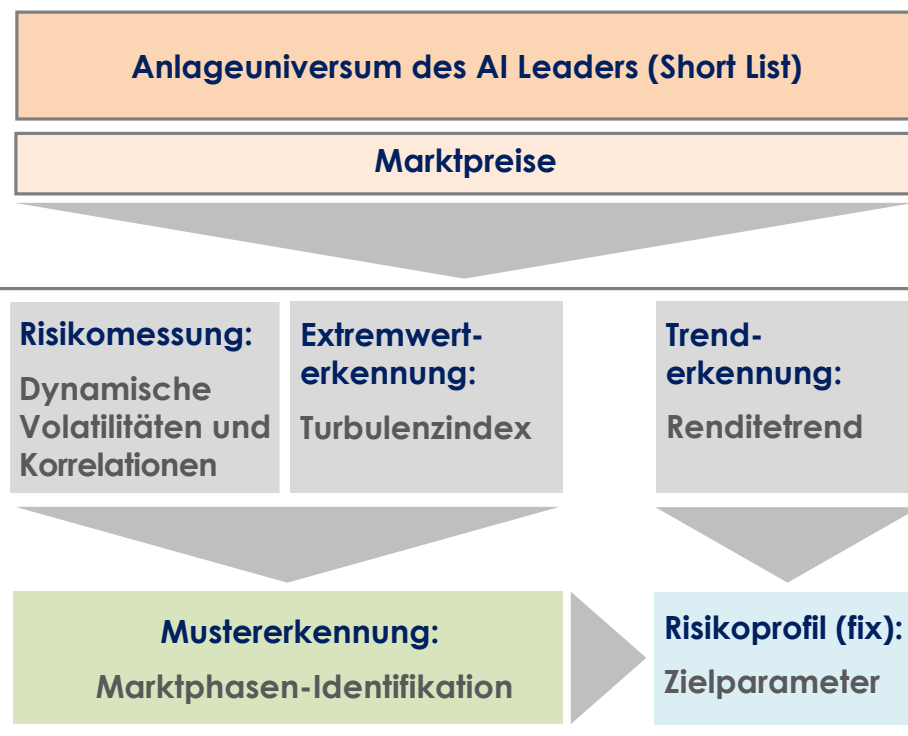 Anlageuniversum des AI Leaders (Short List)
Marktpreise
Risikomessung:
Dynamische
Volatilitäten und
Korrelationen
Extremwert-
erkennung:
Turbulenzindex
Trend-
erkennung:
Renditetrend
Mustererkennung:
Marktphasen-Identifikation
Risikoprofil (fix):
Zielparameter